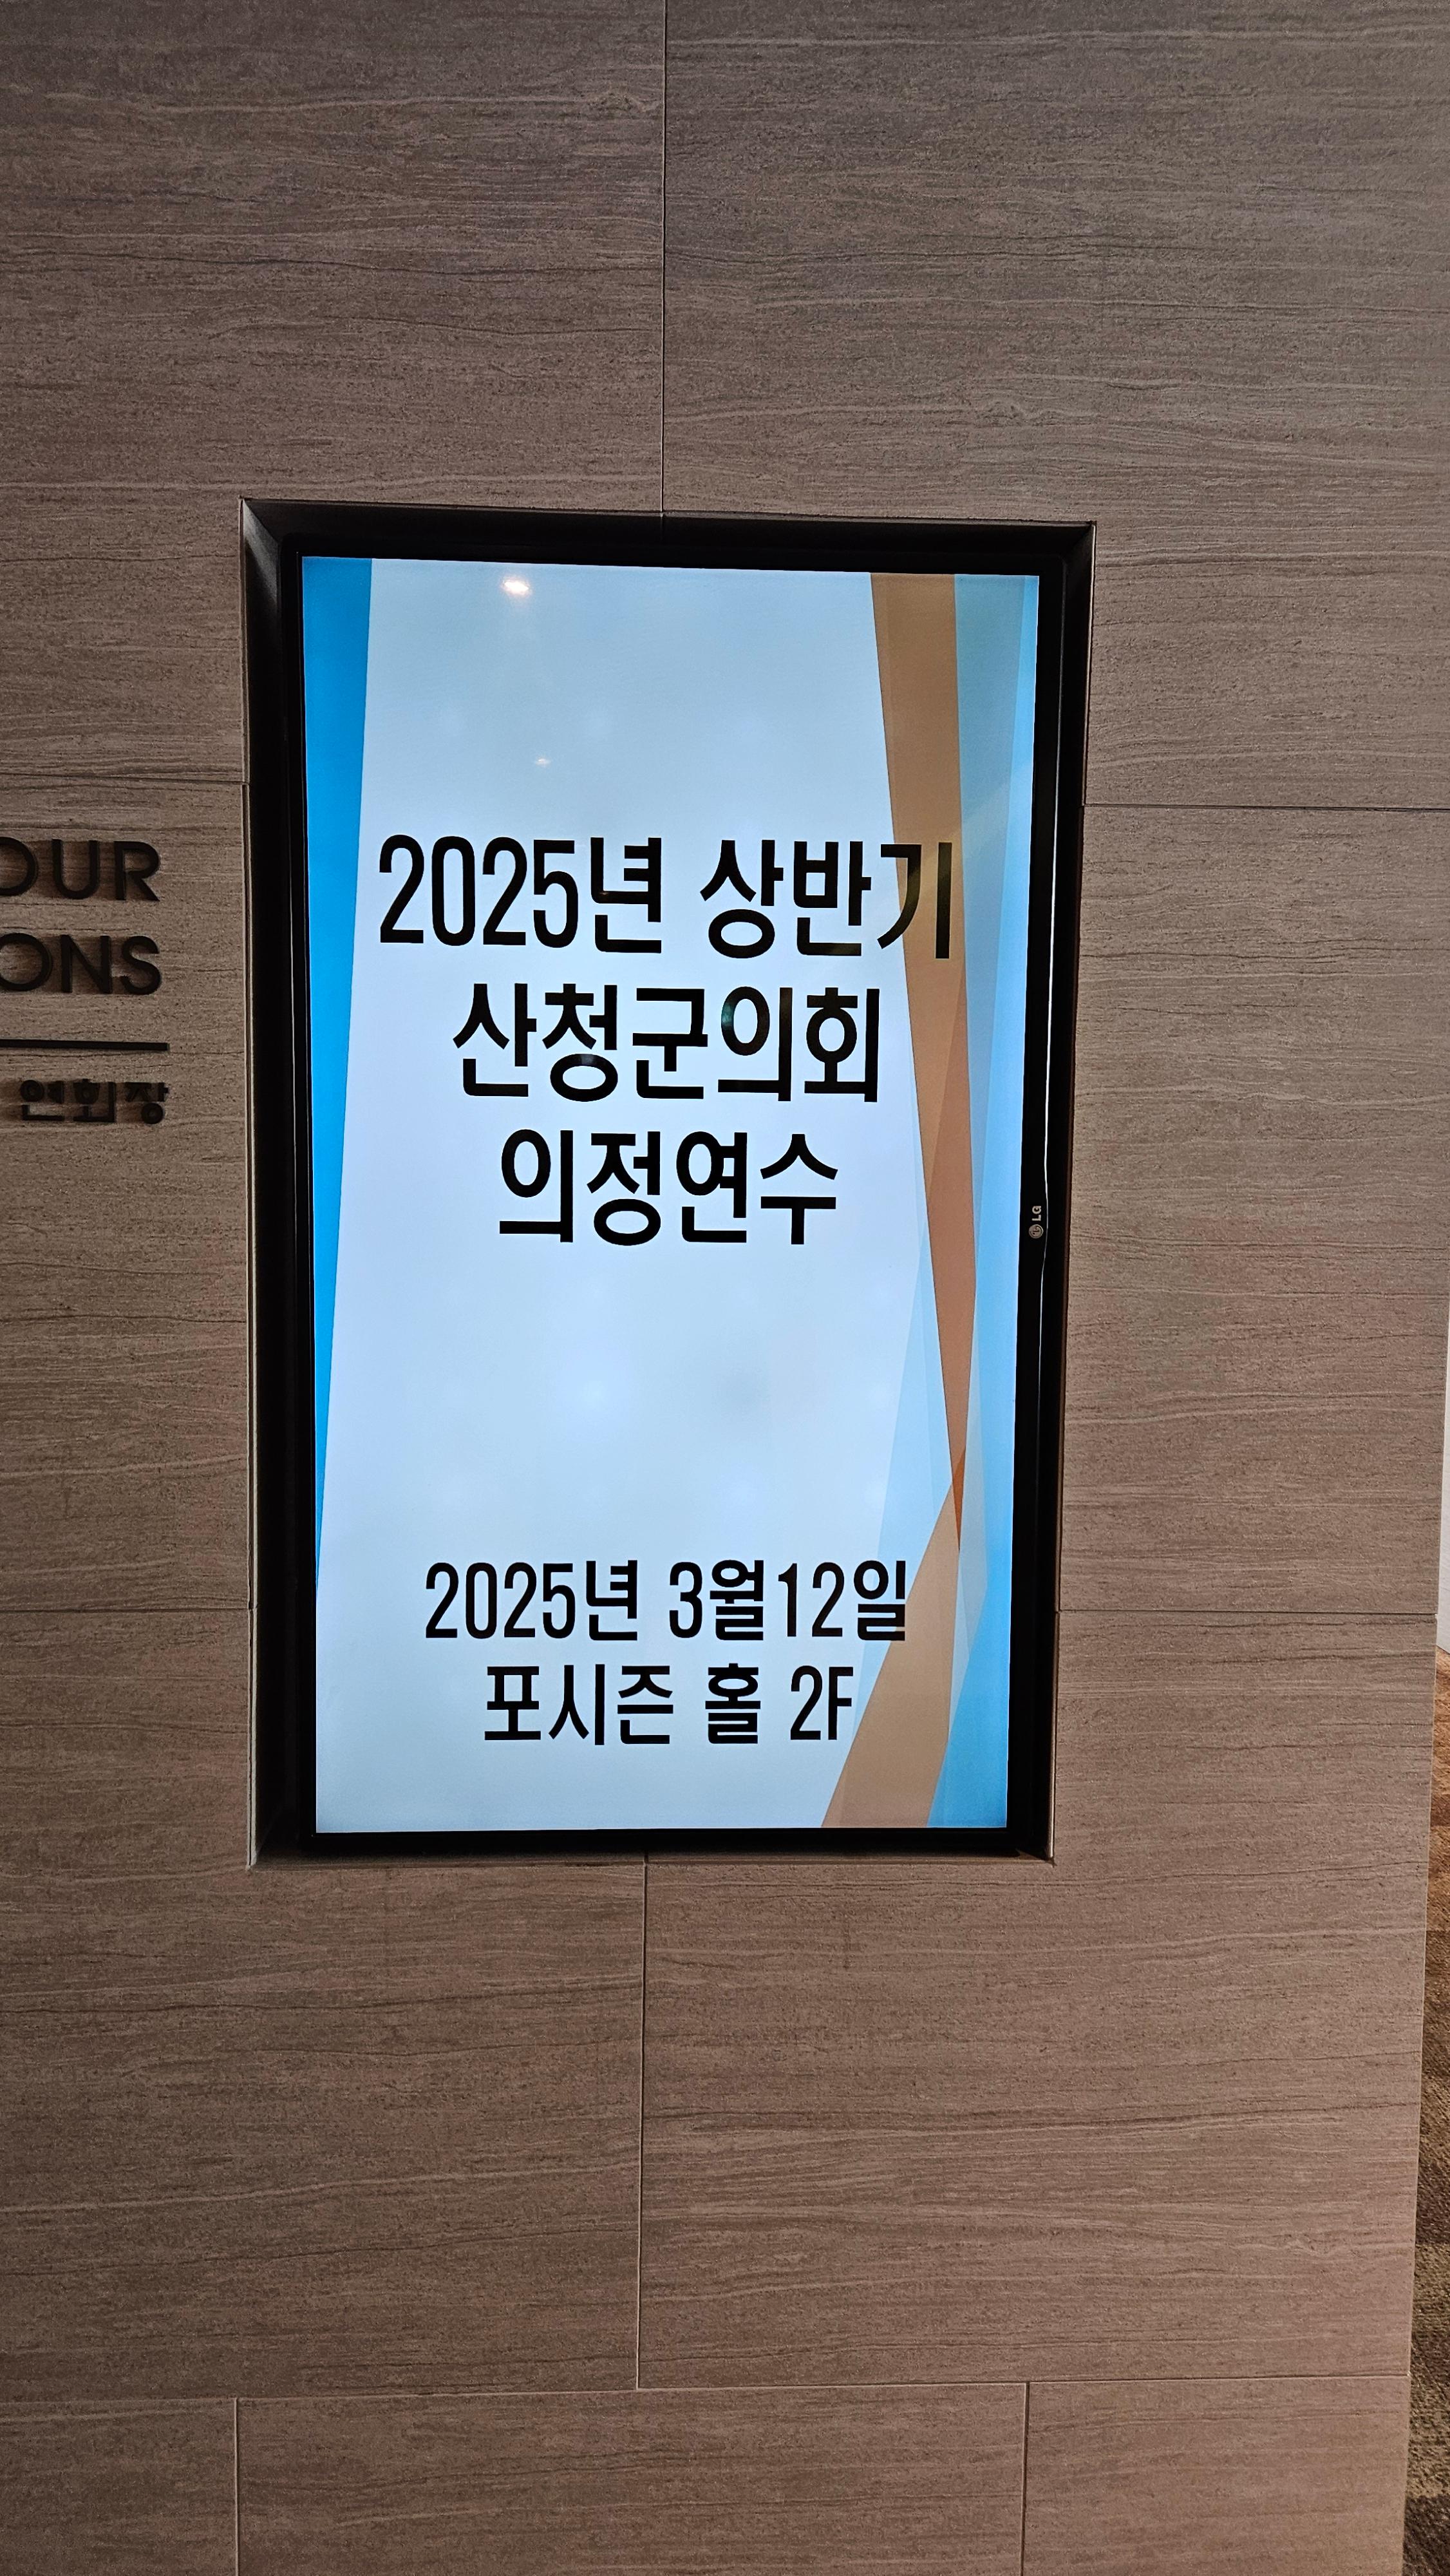 OUR
ONS
연회장
2025년 상반기
산청군의회
의정연수
2025년 3월12일
포시즌 홀 2F
LG